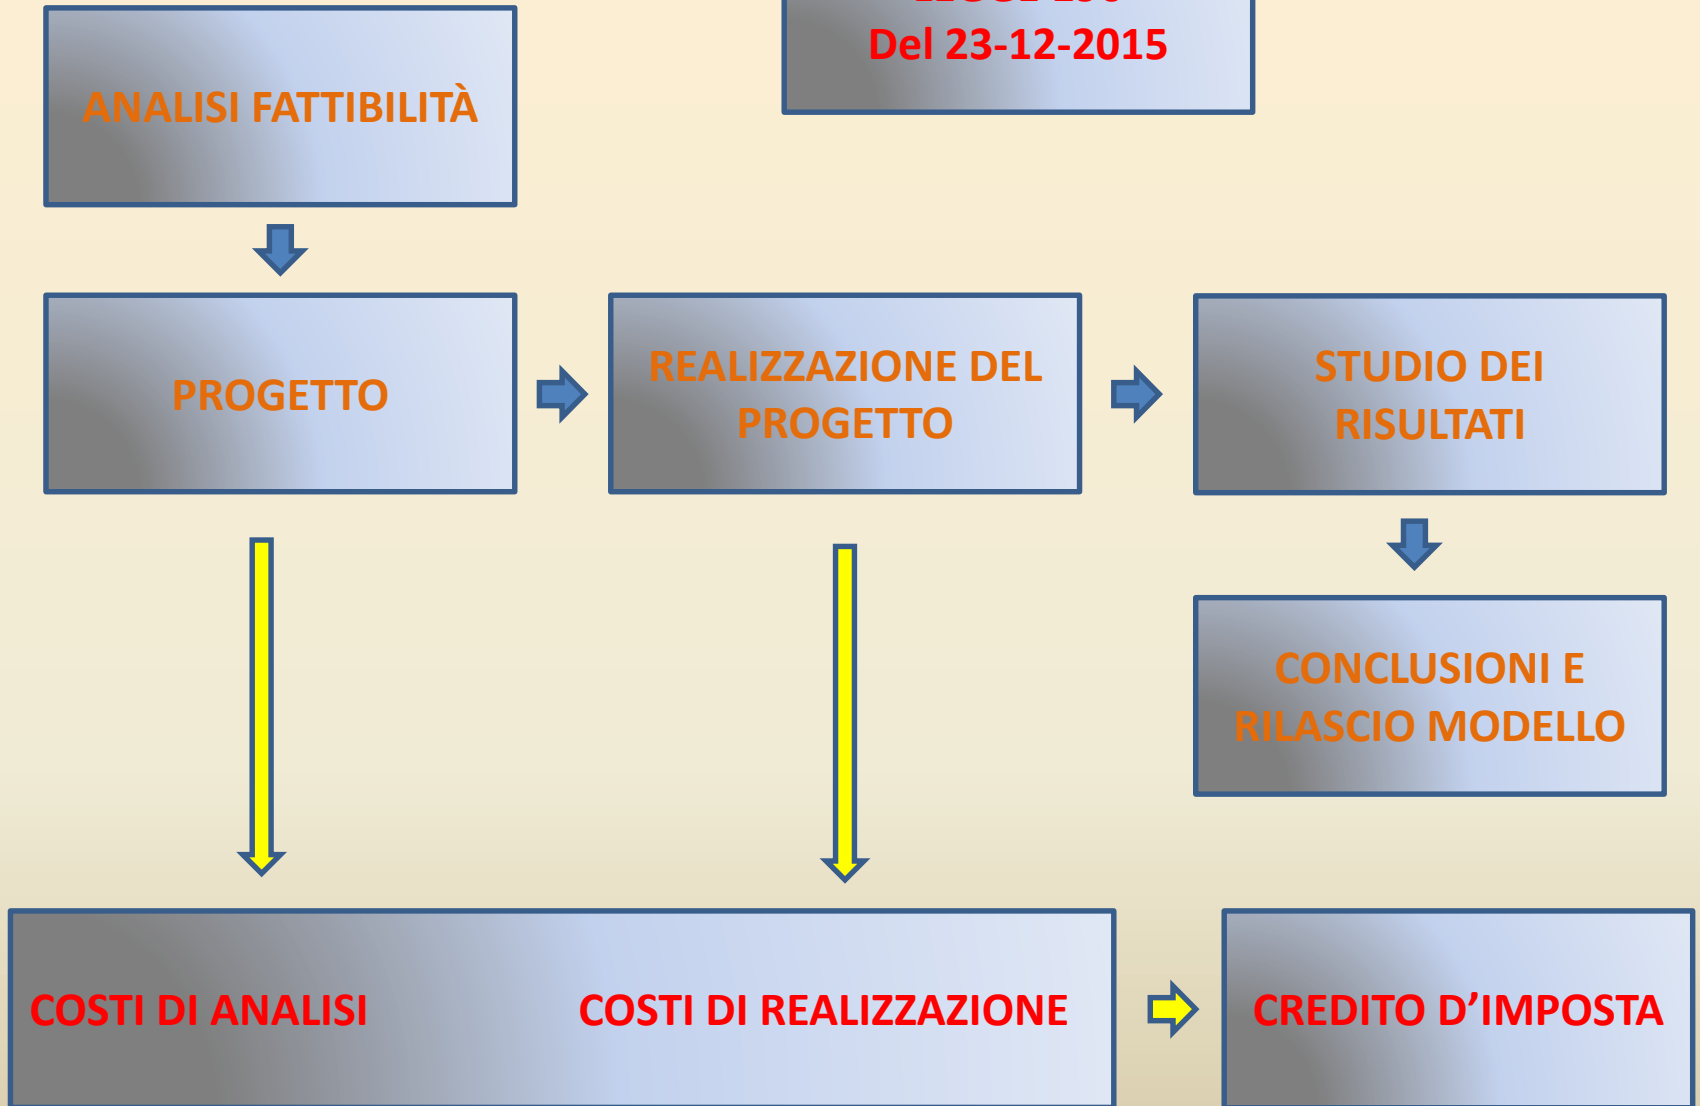 Del 23-12-2015
ANALISI FATTIBILITÀ
PROGETTO
REALIZZAZIONE DEL
PROGETTO
STUDIO DEI
RISULTATI
CONCLUSIONI E
RILASCIO MODELLO
COSTI DI ANALISI
COSTI DI REALIZZAZIONE
CREDITO D’IMPOSTA